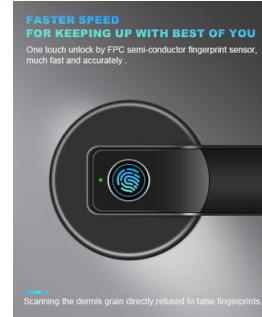 FASTER SPEED
FOR KEEPING UP WITH BEST OF YOU
One touch unlock by FPC semi-conductor fingerprint sensor,
much fast and accurately .
Scanning the dermis grain directly,refused to false fingerprints.